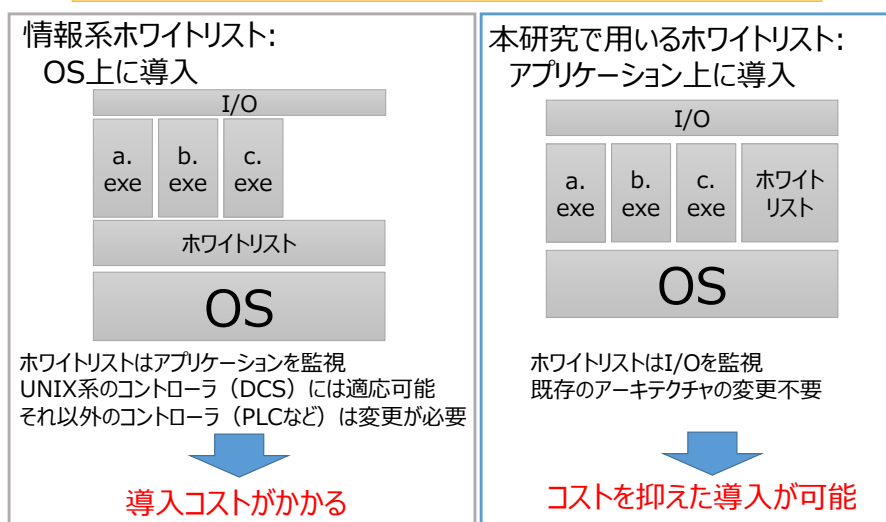 情報系ホワイトリスト:
OS上に導入
I/O
a.
exe
b.
exe
c.
exe
ホワイトリスト
OS
ホワイトリストはアプリケーションを監視
UNIX系のコントローラ（DCS）には適応可能
それ以外のコントローラ（PLCなど）は変更が必要
導入コストがかかる
本研究で用いるホワイトリスト:
アプリケーション上に導入
I/O
a.
exe
b.
exe
c.
exe
ホワイト
リスト
OS
ホワイトリストはI/Oを監視
既存のアーキテクチャの変更不要
コストを抑えた導入が可能